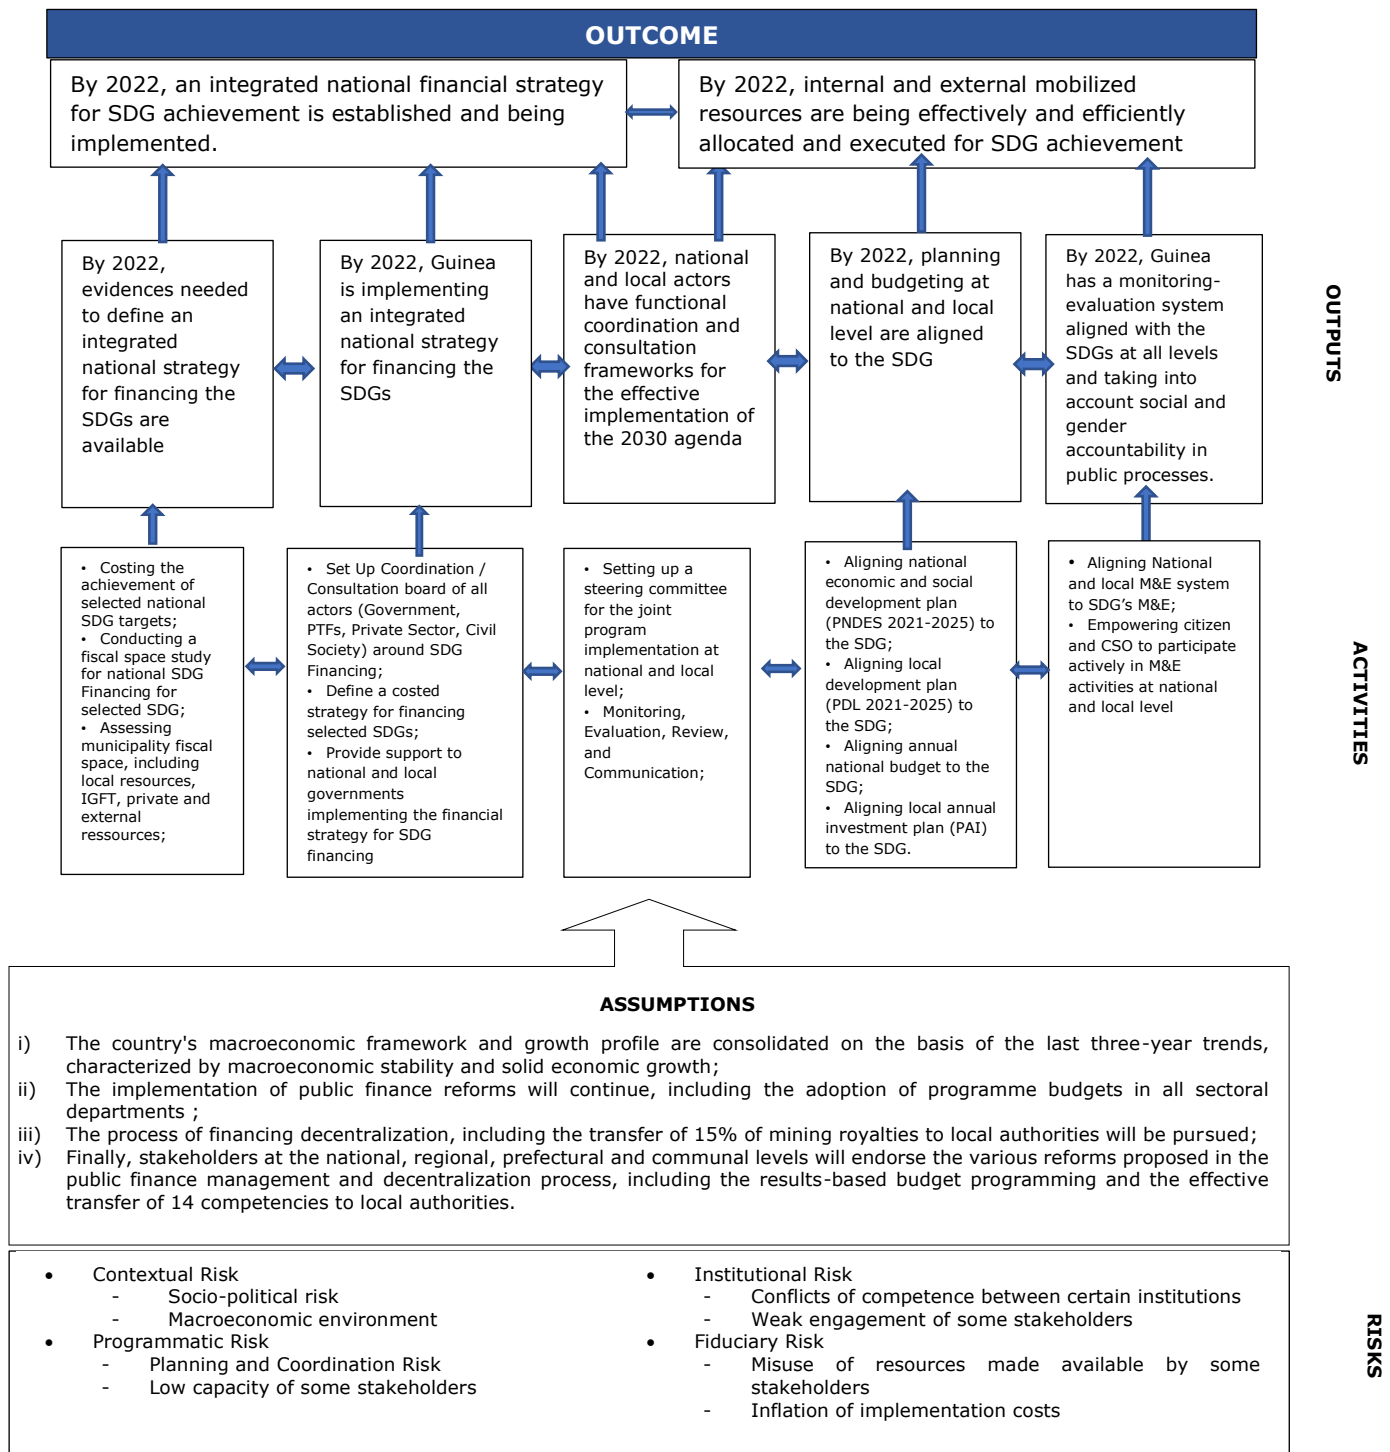 OUTCOME
By 2022, an integrated national financial strategy
for SDG achievement is established and being
implemented.
By 2022, internal and external mobilized
resources are being effectively and efficiently
allocated and executed for SDG achievement
By 2022,
evidences needed
to define an
integrated
national strategy
for financing the
SDGs are
available
By 2022, Guinea
is implementing
an integrated
national strategy
for financing the
SDGs
By 2022, national
and local actors
have functional
coordination and
consultation
frameworks for
the effective
implementation of
the 2030 agenda
By 2022, planning
and budgeting at
national and local
level are aligned
to the SDG
By 2022, Guinea
has a monitoring-
evaluation system
aligned with the
SDGs at all levels
and taking into
account social and
gender
accountability in
public processes.
OUTPUTS
• Costing the
achievement of
selected national
SDG targets;
• Conducting a
fiscal space study
for national SDG
Financing for
selected SDG;
• Assessing
municipality fiscal
space, including
local resources,
IGFT, private and
external
ressources;
• Set Up Coordination /
Consultation board of all
actors (Government,
PTFs, Private Sector, Civil
Society) around SDG
Financing;
• Define a costed
strategy for financing
selected SDGs;
• Provide support to
national and local
governments
implementing the financial
strategy for SDG
financing
• Setting up a
steering committee
for the joint
program
implementation at
national and local
level;
• Monitoring,
Evaluation, Review,
and
Communication;
• Aligning national
economic and social
development plan
(PNDES 2021-2025) to
the SDG;
• Aligning local
development plan
(PDL 2021-2025) to
the SDG;
• Aligning annual
national budget to the
SDG;
• Aligning local annual
investment plan (PAI)
to the SDG.
• Aligning National
and local M&E system
to SDG's M&E;
• Empowering citizen
and CSO to participate
actively in M&E
activities at national
and local level
ACTIVITIES
ASSUMPTIONS
i) The country's macroeconomic framework and growth profile are consolidated on the basis of the last three-year trends,
characterized by macroeconomic stability and solid economic growth;
ii) The implementation of public finance reforms will continue, including the adoption of programme budgets in all sectoral
departments ;
iii) The process of financing decentralization, including the transfer of 15% of mining royalties to local authorities will be pursued;
iv) Finally, stakeholders at the national, regional, prefectural and communal levels will endorse the various reforms proposed in the
public finance management and decentralization process, including the results-based budget programming and the effective
transfer of 14 competencies to local authorities.
• Contextual Risk
- Socio-political risk
- Macroeconomic environment
• Programmatic Risk
- Planning and Coordination Risk
- Low capacity of some stakeholders
• Institutional Risk
- Conflicts of competence between certain institutions
- Weak engagement of some stakeholders
• Fiduciary Risk
- Misuse of resources made available by some
stakeholders
- Inflation of implementation costs
RISKS